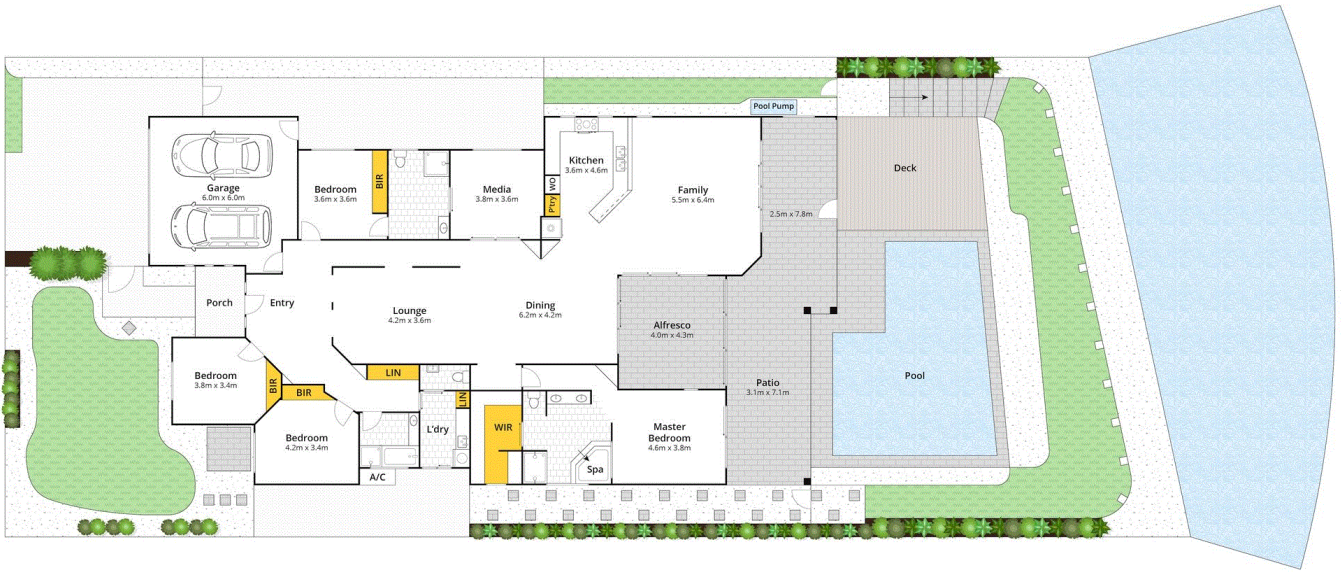 Pool Pump
Garage
6.0m x 6.0m
Bedroom
3.6m x 3.6m
BIR
Media
3.8m x 3.6m
Kitchen
3.6m x 4.6m
WO
P'try
Family
5.5m x 6.4m
2.5m x 7.8m
Deck
Porch
Entry
Lounge
4.2m x 3.6m
Dining
6.2m x 4.2m
Alfresco
4.0m x 4.3m
Patio
3.1m x 7.1m
Pool
Bedroom
3.8m x 3.4m
BIR
BIR
LIN
LIN
Bedroom
4.2m x 3.4m
L'dry
WIR
Master
Bedroom
4.6m x 3.8m
Spa
A/C